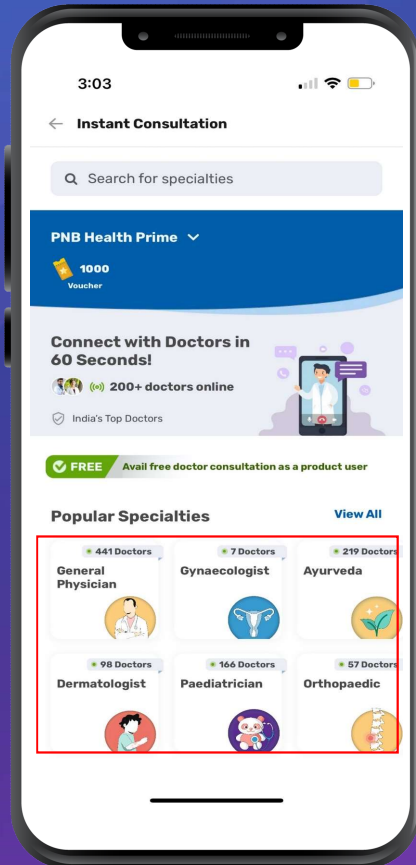 3:03
Instant Consultation
Search for specialties
PNB Health Prime
1000
Voucher
Connect with Doctors in
60 Seconds!
200+ doctors online
India's Top Doctors
FREE Avail free doctor consultation as a product user
Popular Specialties View All
441 Doctors
General
Physician
7 Doctors
Gynaecologist
219 Doctors
Ayurveda
98 Doctors
Dermatologist
166 Doctors
Paediatrician
57 Doctors
Orthopaedic